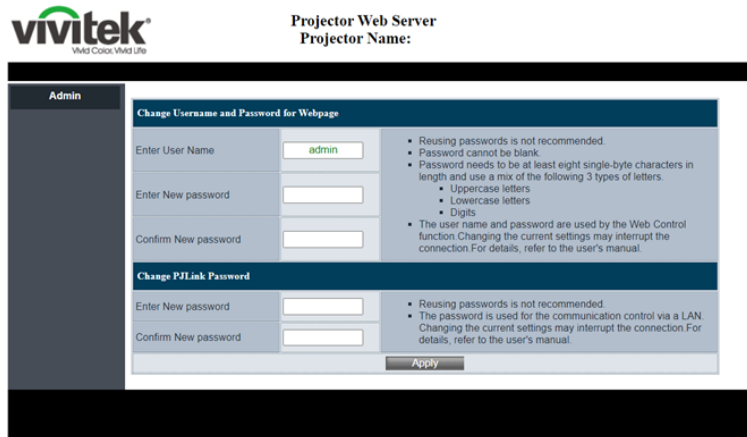 vivitek
Vivid Color, Vivid Life
Projector Web Server
Projector Name:
Admin
Change Username and Password for Webpage
Enter User Name
admin
Enter New password
Confirm New password
Reusing passwords is not recommended.
Password cannot be blank.
Password needs to be at least eight single-byte characters in
length and use a mix of the following 3 types of letters.
Uppercase letters
Lowercase letters
Digits
The user name and password are used by the Web Control
function.Changing the current settings may interrupt the
connection.For details, refer to the user's manual.
Change PJLink Password
Enter New password
Confirm New password
Reusing passwords is not recommended.
The password is used for the communication control via a LAN.
Changing the current settings may interrupt the connection.For
details, refer to the user's manual.
Apply